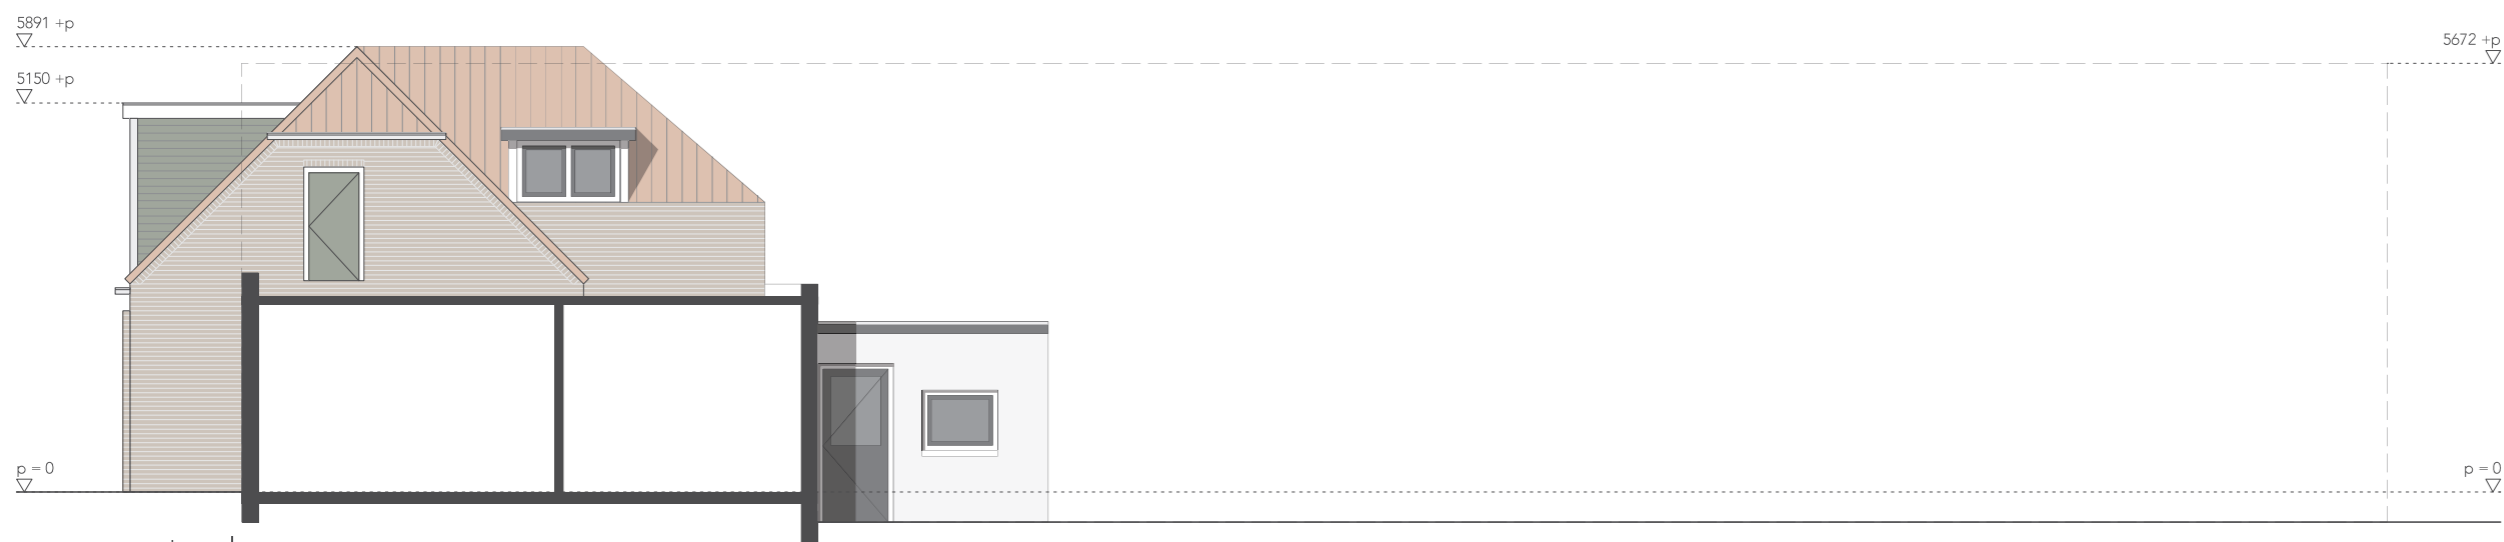 5891 +p
5672 +p
5150 +p
p = 0
p = 0